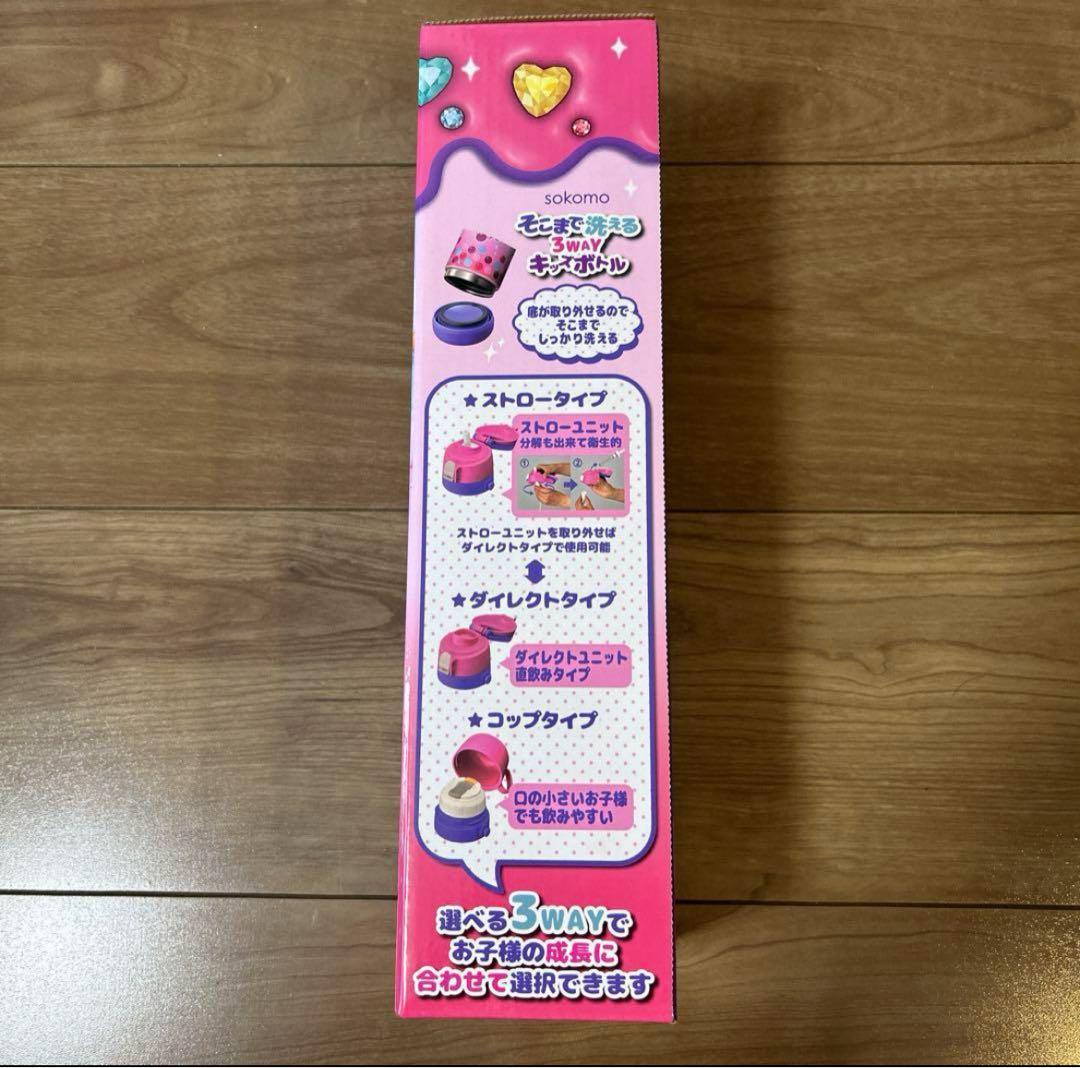 sokomo
そこまで洗える
3WAY
キッズボトル
底が取り外せるので
そこまで
しっかり洗える
★ストロータイプ
ストローユニット
分解も出来て衛生的
① ②
ストローユニットを取り外せば
ダイレクトタイプで使用可能
★ダイレクトタイプ
ダイレクトユニット
直飲みタイプ
★コップタイプ
口の小さいお子様
でも飲みやすい
選べる3WAYで
お子様の成長に
合わせて選択できます